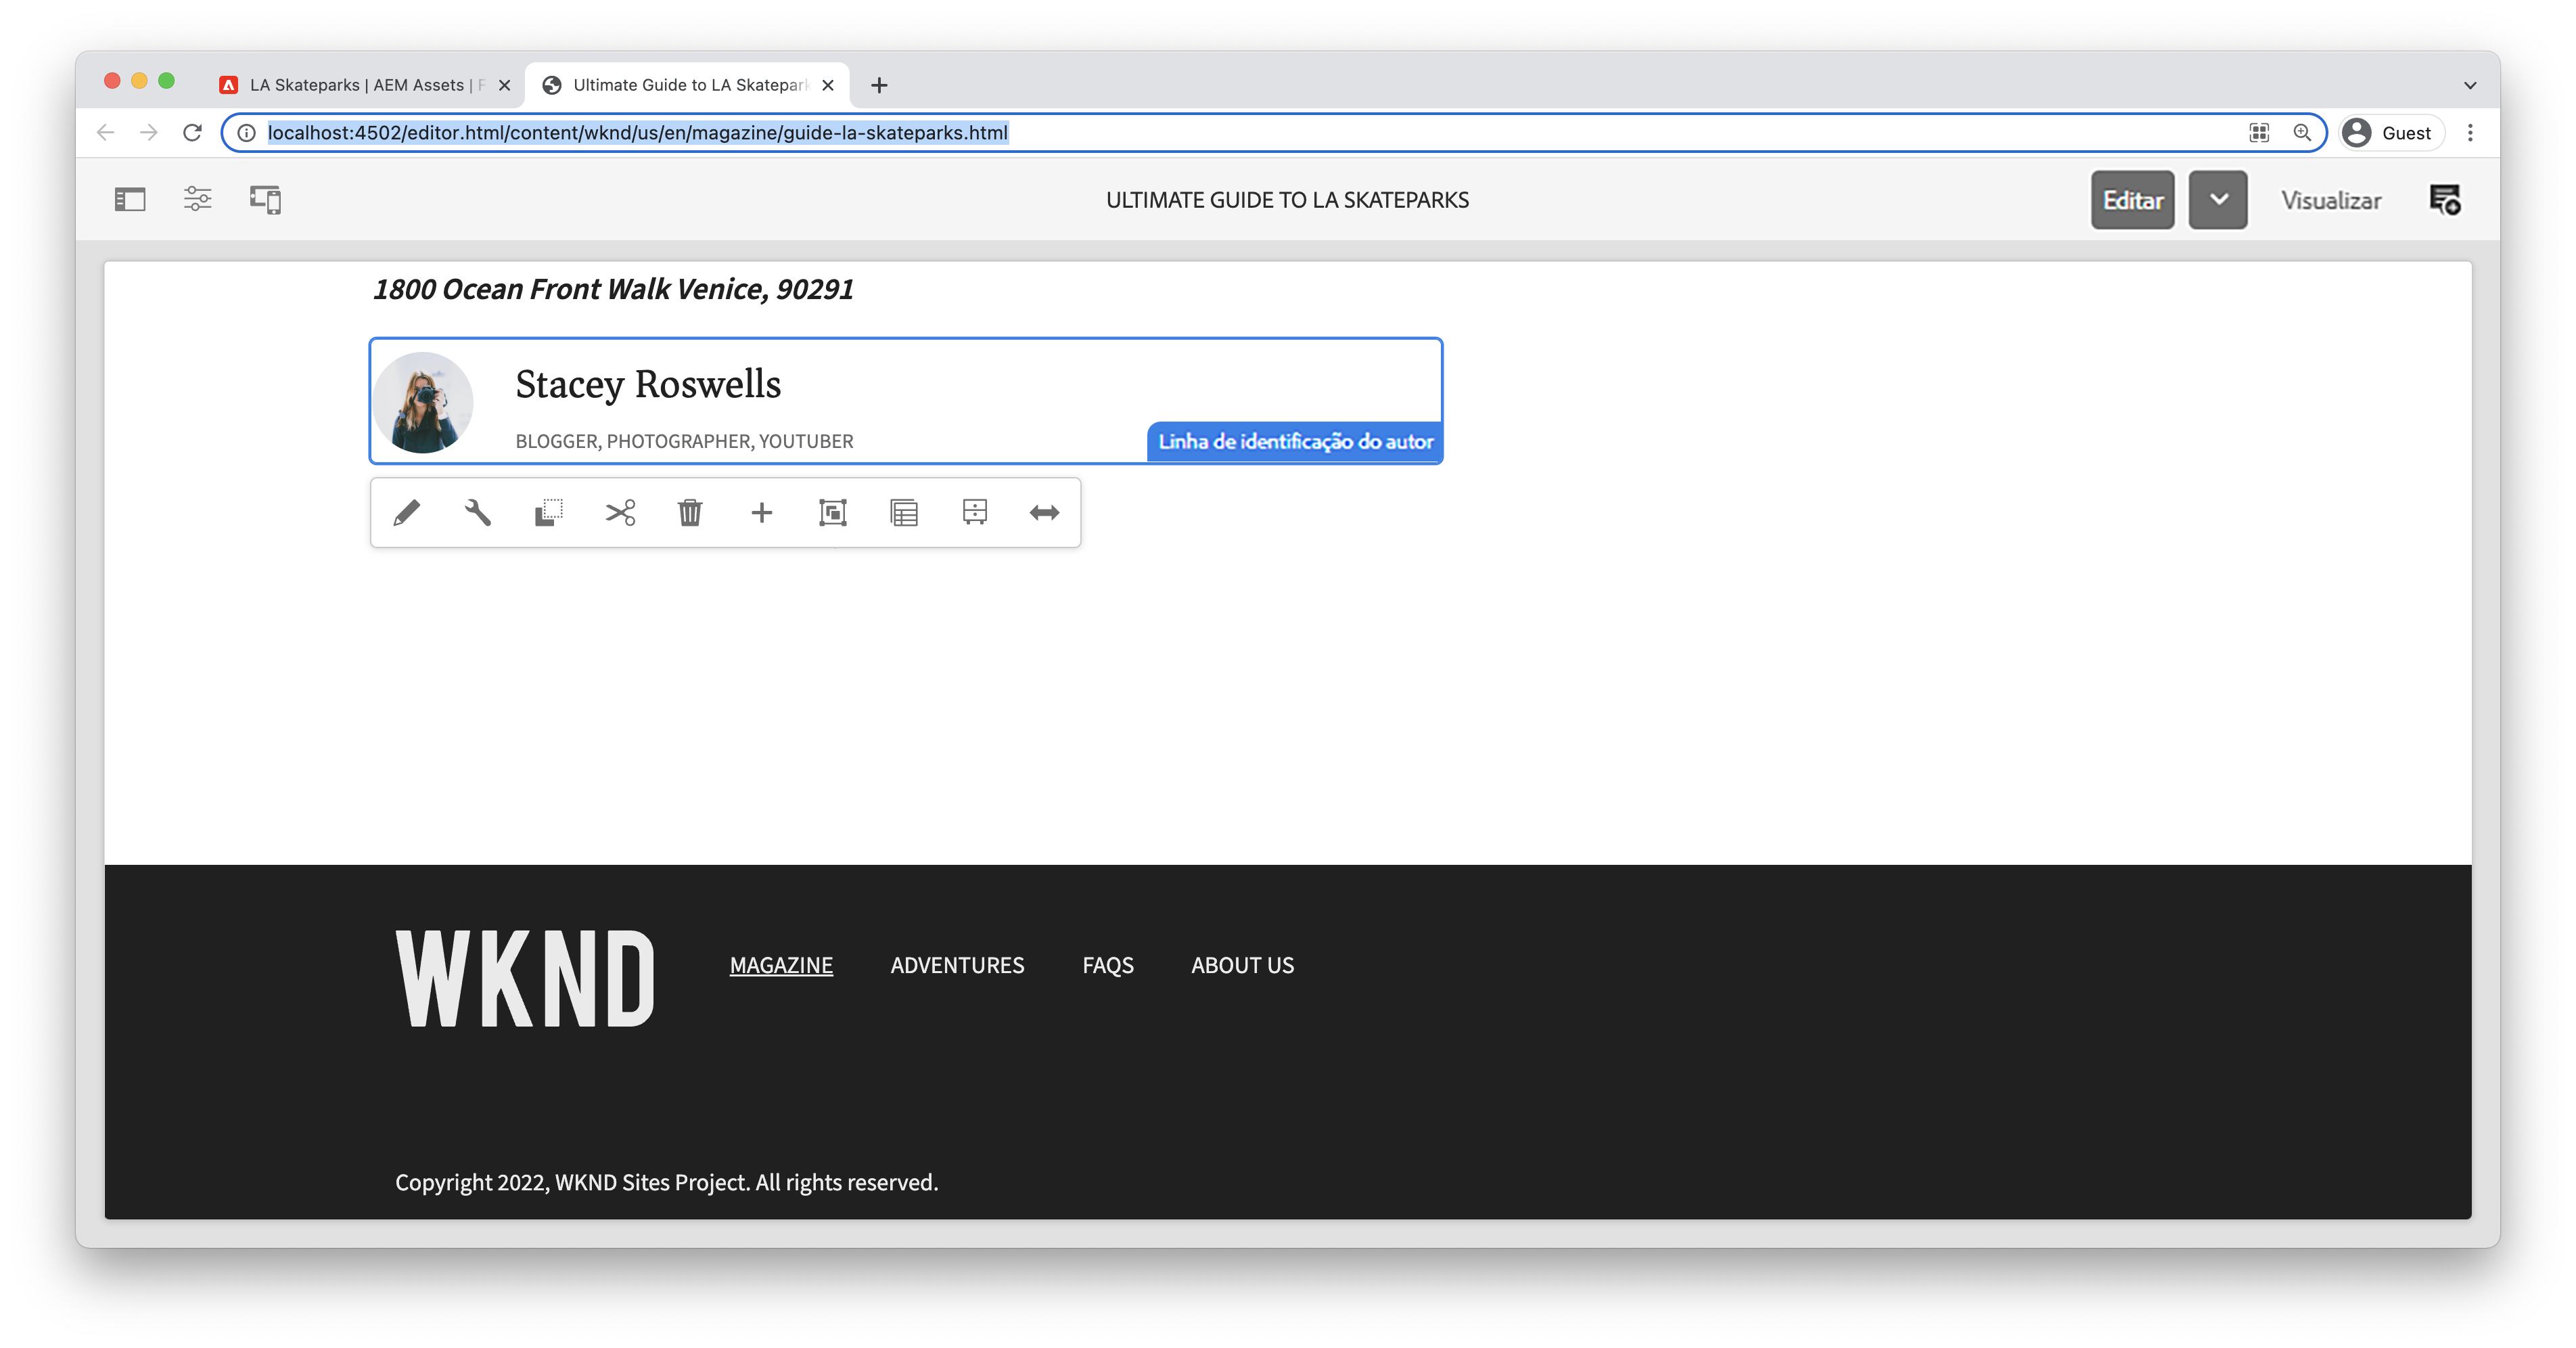 LA Skateparks | AEM Assets |
Ultimate Guide to LA Skatepark
localhost:4502/editor.html/content/wknd/us/en/magazine/guide-la-skateparks.html
Guest
ULTIMATE GUIDE TO LA SKATEPARKS
Editar
Visualizar
1800 Ocean Front Walk Venice, 90291
Stacey Roswells
BLOGGER, PHOTOGRAPHER, YOUTUBER
Linha de identificação do autor
WKND
MAGAZINE
ADVENTURES
FAQS
ABOUT US
Copyright 2022, WKND Sites Project. All rights reserved.